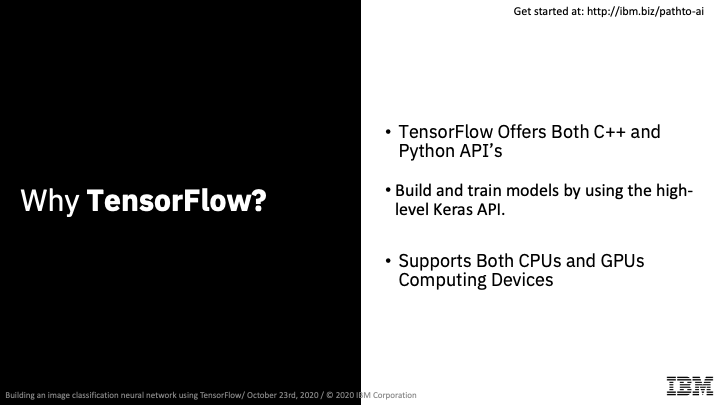 Get started at: http://ibm.biz/pathto-ai
Why TensorFlow?
• TensorFlow Offers Both C++ and
Python API’s
• Build and train models by using the high-
level Keras API.
• Supports Both CPUs and GPUs
Computing Devices
Building an image classification neural network using TensorFlow/ October 23rd, 2020 / © 2020 IBM Corporation
IBM